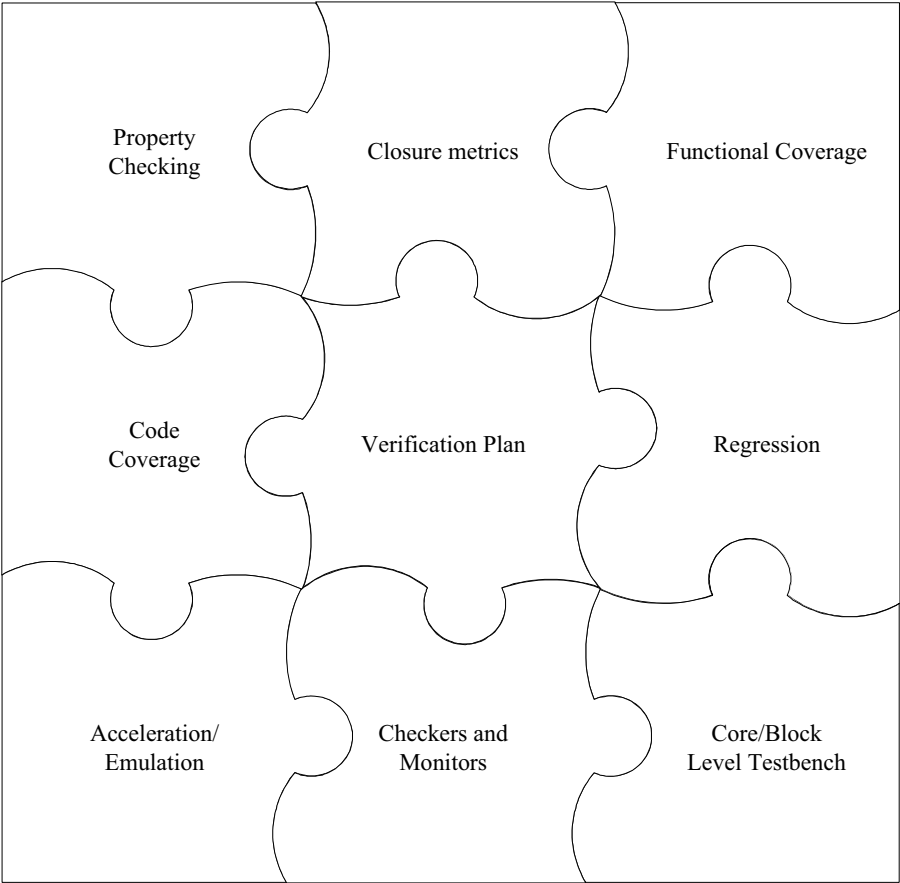 Property
Checking
Closure metrics
Functional Coverage
Code
Coverage
Verification Plan
Regression
Acceleration/
Emulation
Checkers and
Monitors
Core/Block
Level Testbench